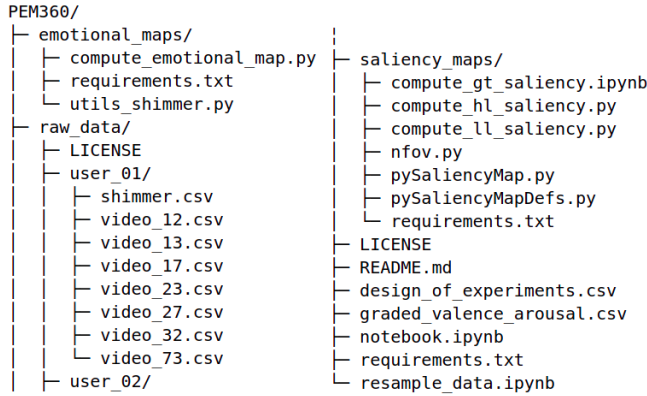 PEM360/
├─ emotional_maps/
│  ├─ compute_emotional_map.py
│  ├─ requirements.txt
│  └─ utils_shimmer.py
├─ raw_data/
│  ├─ LICENSE
│  ├─ user_01/
│  │  ├─ shimmer.csv
│  │  ├─ video_12.csv
│  │  ├─ video_13.csv
│  │  ├─ video_17.csv
│  │  ├─ video_23.csv
│  │  ├─ video_27.csv
│  │  ├─ video_32.csv
│  │  └─ video_73.csv
│  ├─ user_02/
├─ saliency_maps/
│  ├─ compute_gt_saliency.ipynb
│  ├─ compute_hl_saliency.py
│  ├─ compute_ll_saliency.py
│  ├─ nfov.py
│  ├─ pySaliencyMap.py
│  ├─ pySaliencyMapDefs.py
│  └─ requirements.txt
├─ LICENSE
├─ README.md
├─ design_of_experiments.csv
├─ graded_valence_arousal.csv
├─ notebook.ipynb
├─ requirements.txt
└─ resample_data.ipynb